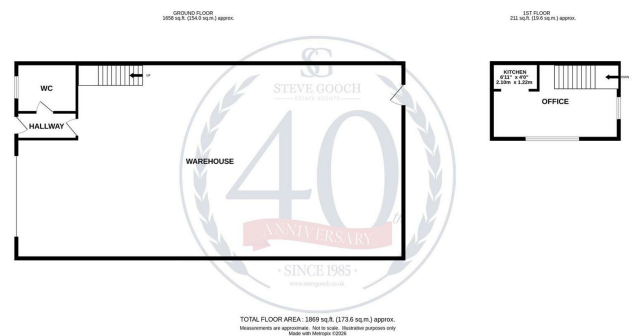 GROUND FLOOR
1658 sq.ft. (154.0 sq.m.) approx.
1ST FLOOR
211 sq.ft. (19.6 sq.m.) approx.
WC
UP
HALLWAY
WAREHOUSE
SG
STEVE GOOCH
ESTATE AGENTS
40
ANNIVERSARY
• SINCE 1985 •
www.stevegooch.co.uk
KITCHEN
6'11" x 4'0"
2.10m x 1.22m
DOWN
OFFICE
TOTAL FLOOR AREA : 1869 sq.ft. (173.6 sq.m.) approx.
Measurements are approximate. Not to scale. Illustrative purposes only
Made with Metropix ©2026